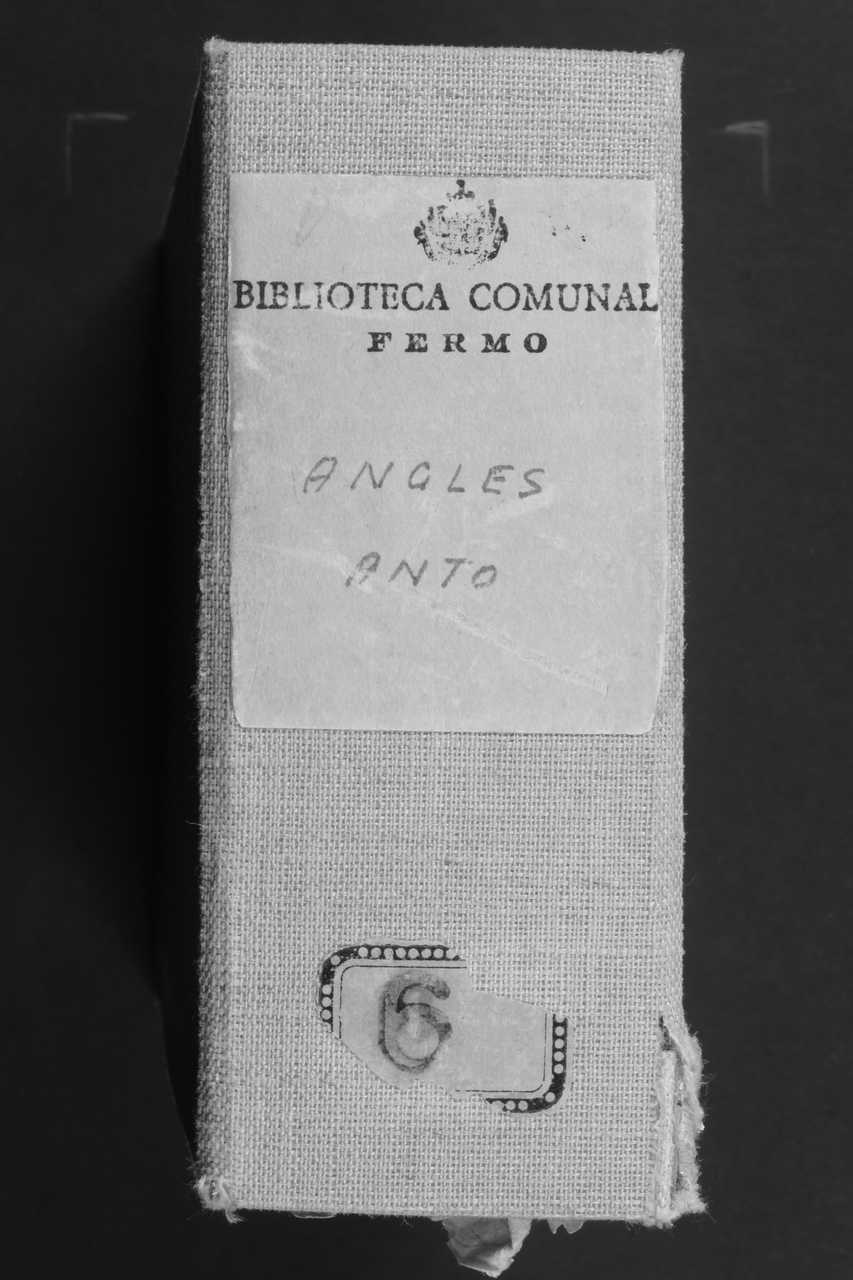 BIBLIOTECA COMUNAL
FERMO
ANGLES
ANTO
6